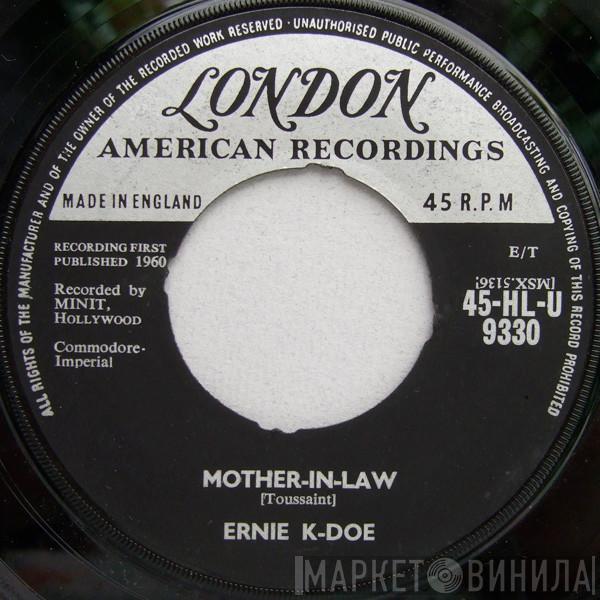 ALL RIGHTS OF THE MANUFACTURER AND OF THE OWNER OF THE RECORDED WORK RESERVED · UNAUTHORISED PUBLIC PERFORMANCE BROADCASTING AND COPYING OF THIS RECORD PROHIBITED
LONDON
AMERICAN RECORDINGS
MADE IN ENGLAND
45 R.P.M
RECORDING FIRST
PUBLISHED 1960
Recorded by
MINIT,
HOLLYWOOD
Commodore-
Imperial
E/T
[MSX.5136]
45-HL-U
9330
MOTHER-IN-LAW
[Toussaint]
ERNIE K-DOE
МАРКЕТ ВИНИЛА